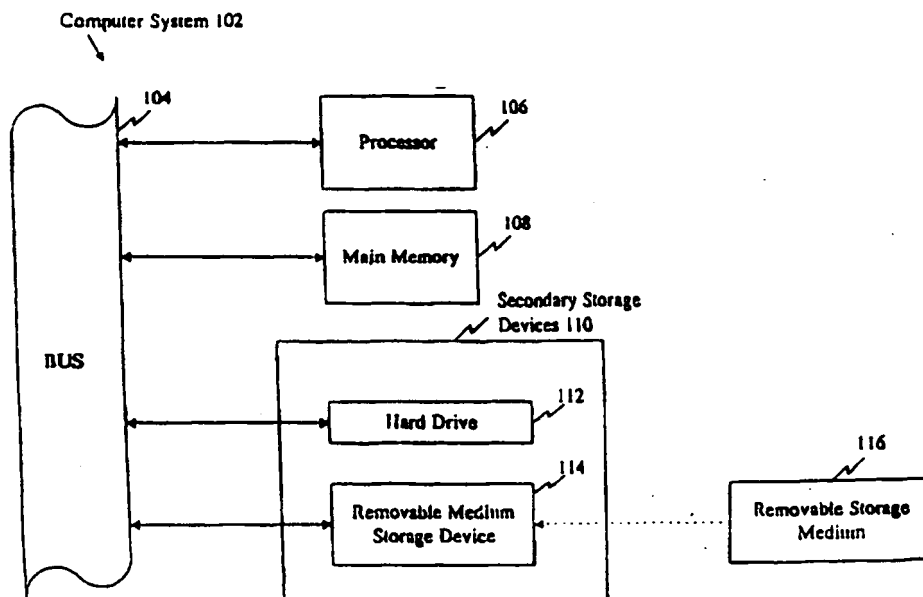 Computer System 102
104
106
Processor
108
Main Memory
Secondary Storage
Devices 110
BUS
112
Hard Drive
114
116
Removable Medium
Storage Device
Removable Storage
Medium